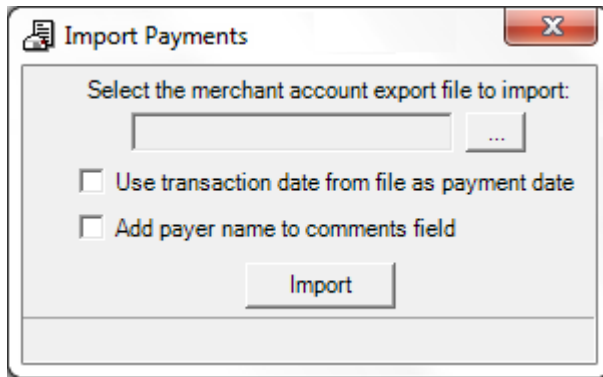 Import Payments
Select the merchant account export file to import:
...
Use transaction date from file as payment date
Add payer name to comments field
Import